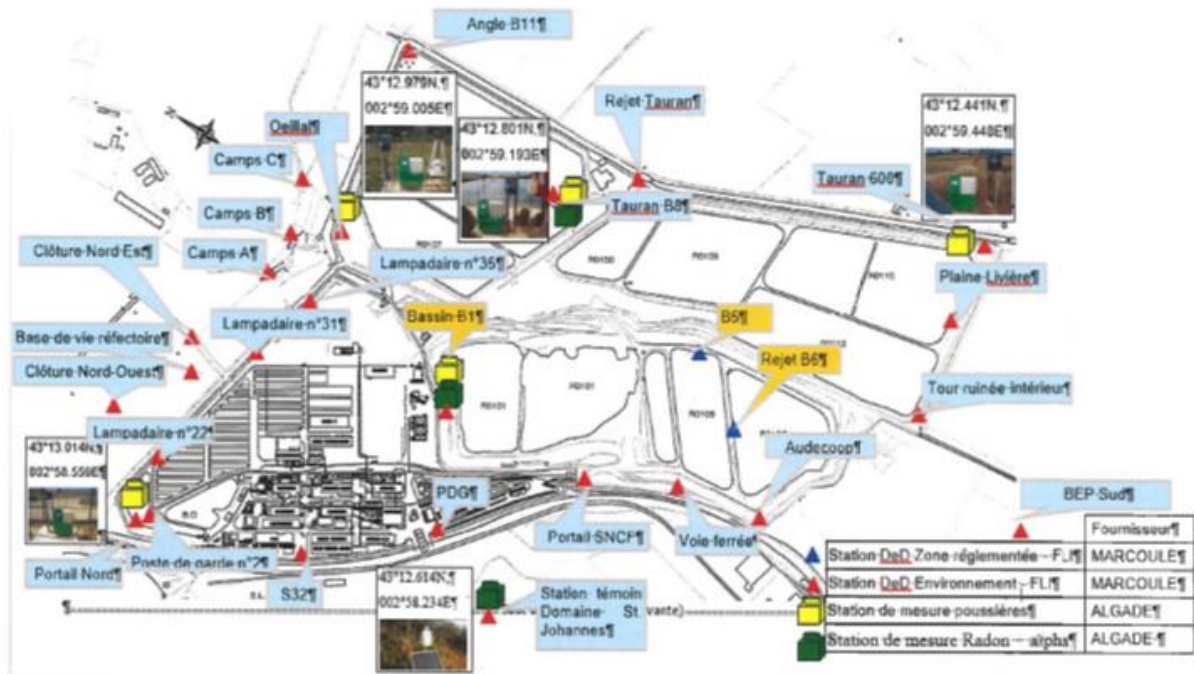 Angle·B11¶
43°12.979N,¶
002°59.005E¶
Rejet·Tauran¶
43°12.441N,¶
002°59.448E¶
Oeillal¶
43°12.801N,¶
002°59.193E¶
Camps·C¶
Tauran·600¶
Camps·B¶
Tauran·B8¶
Clôture·Nord·Est¶
Camps·A¶
Lampadaire·n°35¶
Plaine·Livière¶
Bassin·B1¶
B5¶
Lampadaire·n°31¶
Base·de·vie·réfectoire¶
Rejet·B6¶
Clôture·Nord-Ouest¶
Tour·ruinée·intérieur¶
Lampadaire·n°22¶
43°13.014N,¶
002°58.559E¶
Audecoop¶
PDG¶
BEP·Sud¶
Portail·SNCF¶
Voie·ferrée¶
Poste·de·garde·n°2¶
Portail·Nord¶
S32¶
43°12.614N,¶
002°58.234E¶
Station témoin
Domaine St.
Johannes¶
vante)
Fournisseur¶
Station·DeD·Zone·réglementée·-·FLI¶ MARCOULE¶
Station·DeD·Environnement·-FLI¶ MARCOULE¶
Station·de·mesure·poussières¶ ALGADE¶
Station·de·mesure·Radon·–·alpha¶ ALGADE·¶